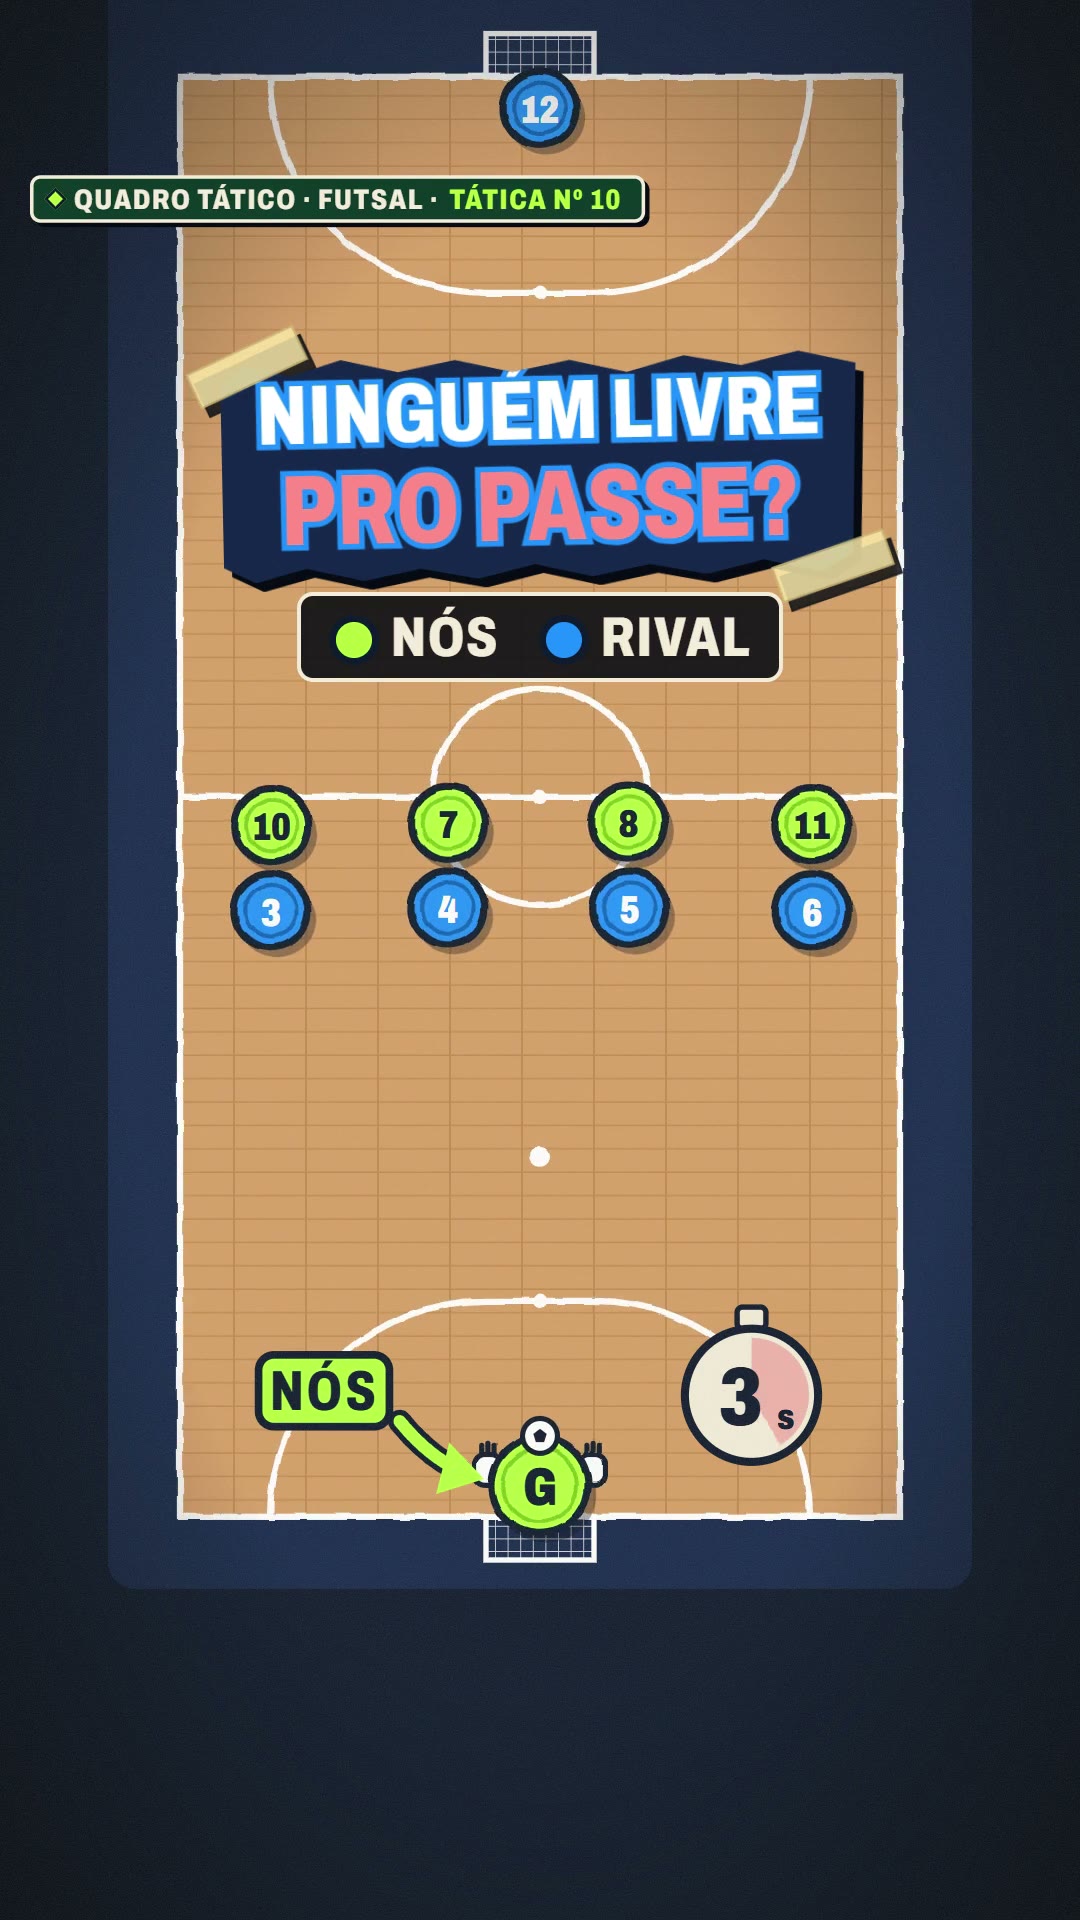 12
QUADRO TÁTICO · FUTSAL · TÁTICA Nº 10
NINGUÉM LIVRE
PRO PASSE?
NÓS RIVAL
10 7 8 11
3 4 5 6
NÓS
3 s
G